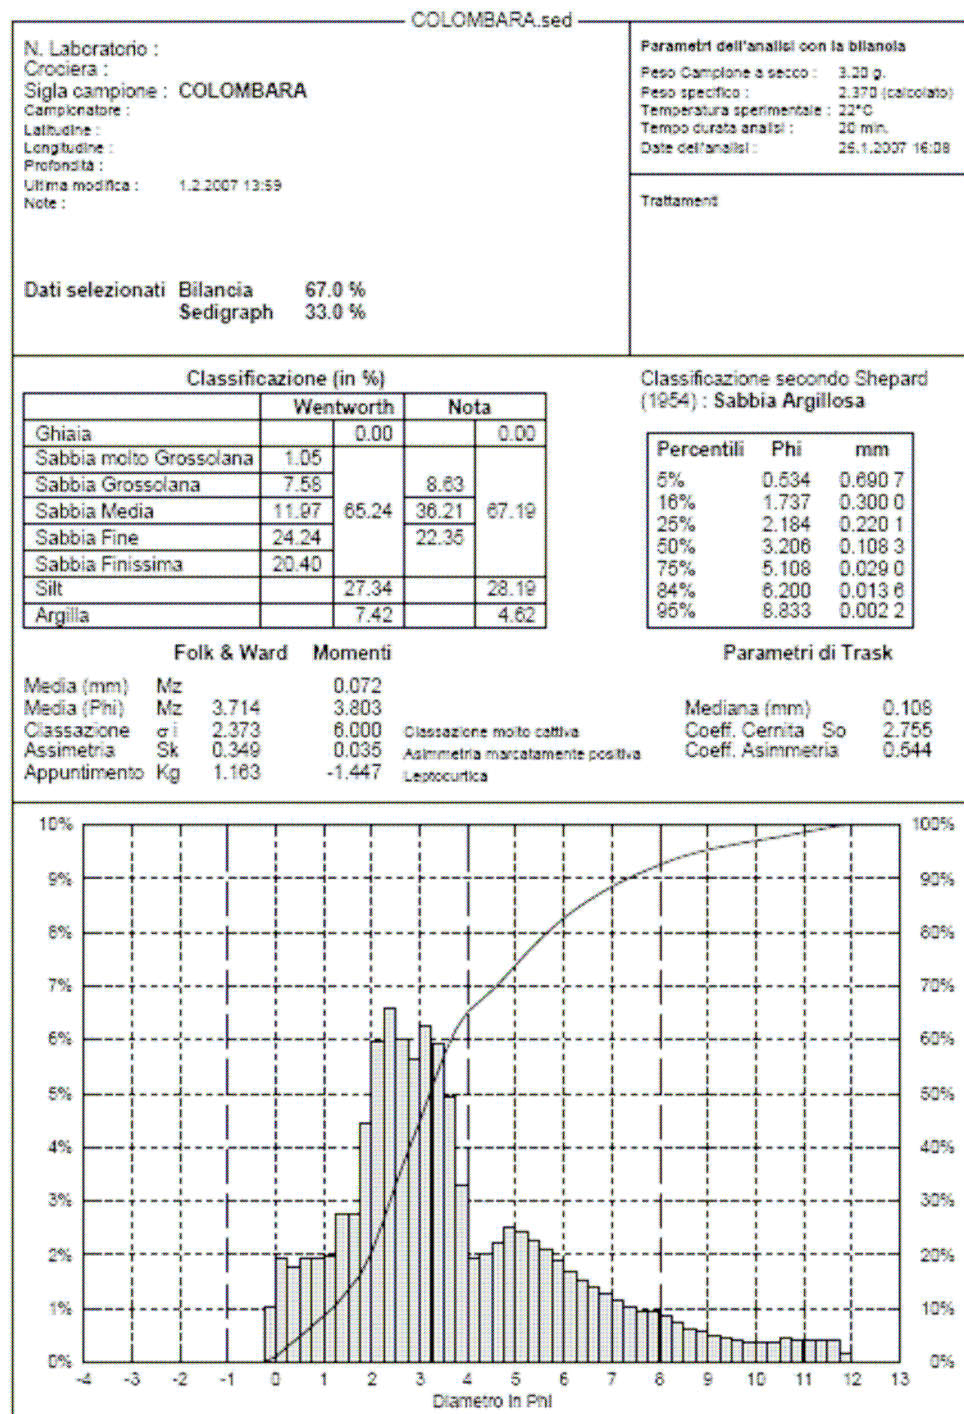 COLOMBARA.sed
N. Laboratorio :
Crociera :
Sigla campione : COLOMBARA
Campionatore :
Latitudine :
Longitudine :
Profondità :
Ultima modifica : 1.2.2007 13:59
Note :
Dati selezionati Bilancia 67.0 %
Sedigraph 33.0 %
Parametri dell'analisi con la bilancia
Peso Campione a secco : 3.20 g.
Peso specifico : 2.370 (calcolato)
Temperatura sperimentale : 22°C
Tempo durata analisi : 20 min.
Date dell'analisi : 26.1.2007 16:08
Trattamenti
Classificazione (in %)
Wentworth Nota
Ghiaia 0.00 0.00
Sabbia molto Grossolana 1.05
Sabbia Grossolana 7.58 8.63
Sabbia Media 11.97 65.24 36.21 67.19
Sabbia Fine 24.24 22.35
Sabbia Finissima 20.40
Silt 27.34 28.19
Argilla 7.42 4.62
Classificazione secondo Shepard
(1954) : Sabbia Argillosa
Percentili Phi mm
5% 0.534 0.690 7
16% 1.737 0.300 0
25% 2.184 0.220 1
50% 3.206 0.108 3
75% 5.108 0.029 0
84% 6.200 0.013 6
95% 8.833 0.002 2
Folk & Ward Momenti
Media (mm) Mz 0.072
Media (Phi) Mz 3.714 3.803
Classazione σ i 2.373 6.000 Classazione molto cattiva
Assimetria Sk 0.349 0.035 Asimmetria marcatamente positiva
Appuntimento Kg 1.163 -1.447 Leptocurtica
Parametri di Trask
Mediana (mm) 0.108
Coeff. Cernita So 2.755
Coeff. Asimmetria 0.544
10% 100%
9% 90%
8% 80%
7% 70%
6% 60%
5% 50%
4% 40%
3% 30%
2% 20%
1% 10%
0% 0%
-4 -3 -2 -1 0 1 2 3 4 5 6 7 8 9 10 11 12 13
Diametro in Phi